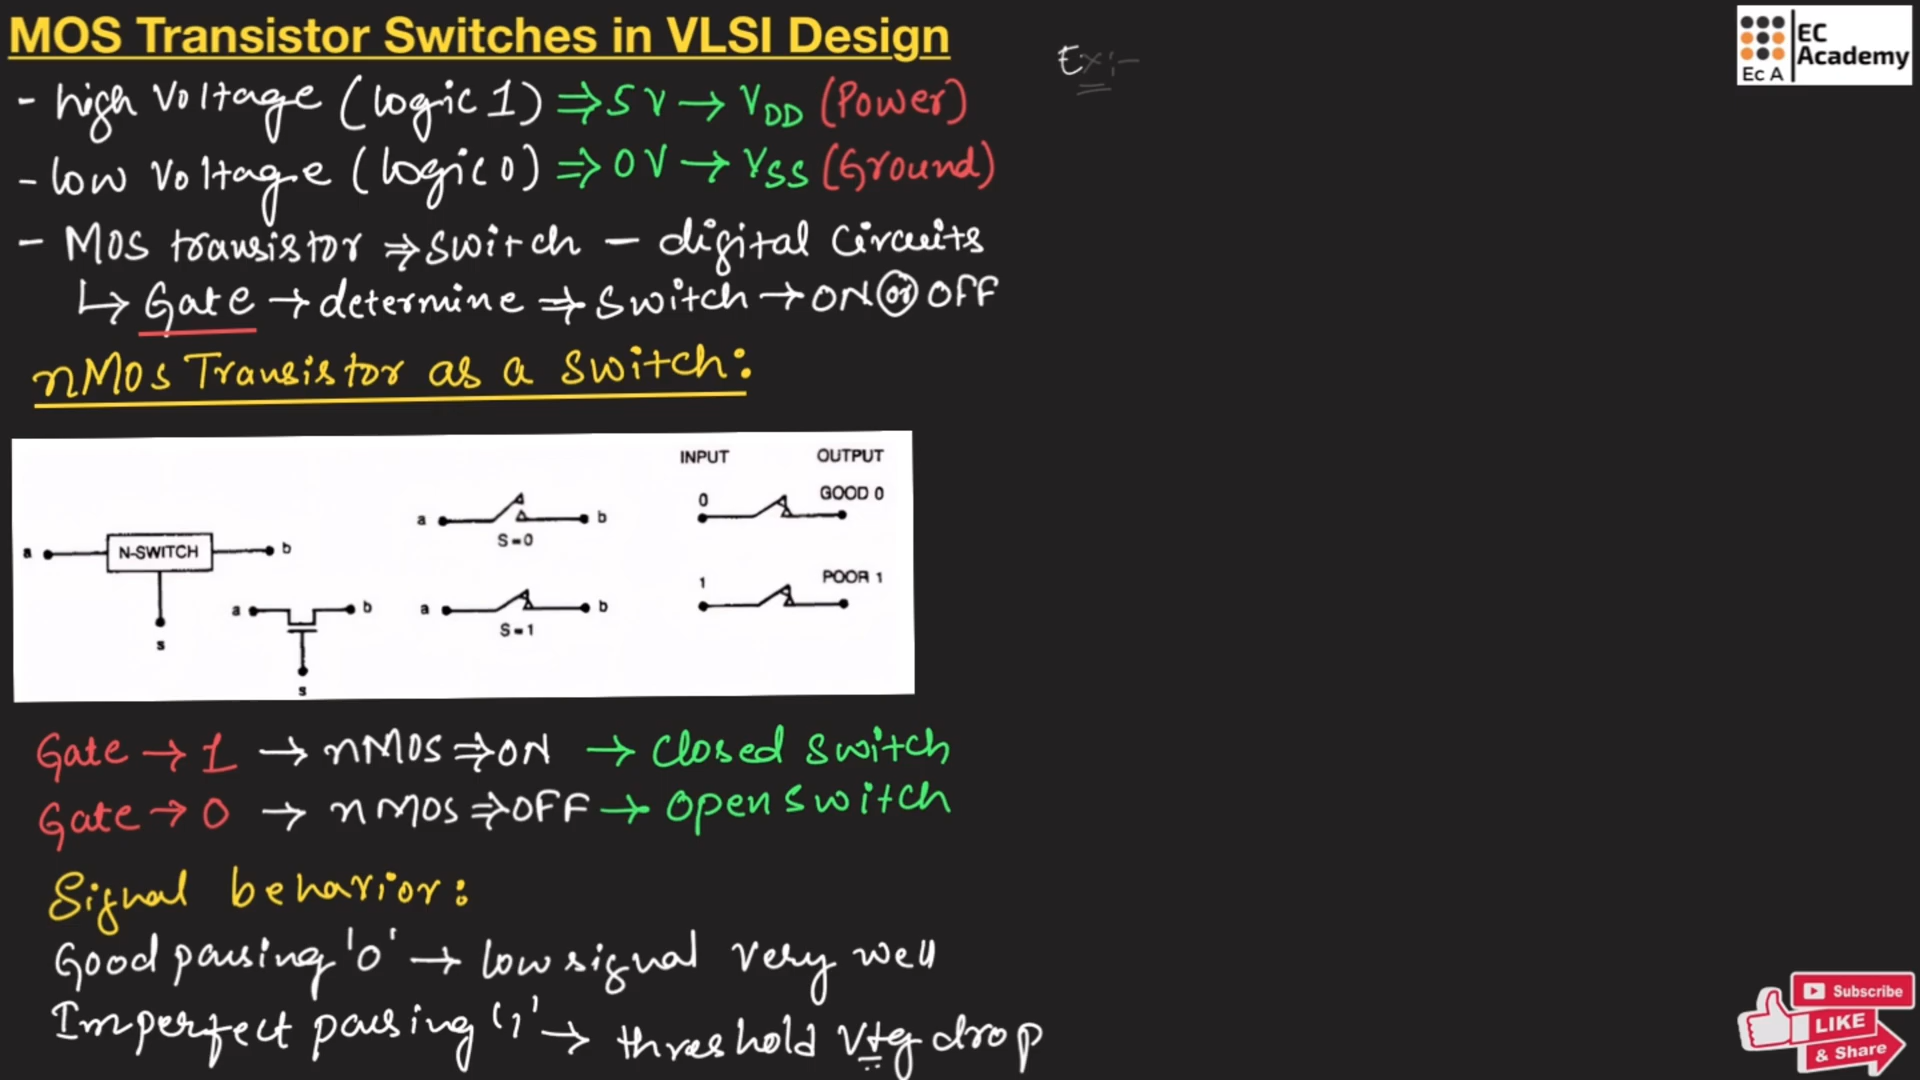 MOS Transistor Switches in VLSI Design
- high Voltage (logic 1) ⇒ 5V → VDD (Power)
- low Voltage (logic 0) ⇒ 0V → VSS (Ground)
- MOS transistor ⇒ switch - digital circuits
↳ Gate → determine ⇒ switch → ON or OFF
nMOS Transistor as a switch:
INPUT OUTPUT
a N-SWITCH b
s
a b
s
a b
S=0
a b
S=1
0 GOOD 0
1 POOR 1
Gate → 1 → nMOS ⇒ ON → Closed switch
Gate → 0 → nMOS ⇒ OFF → Open switch
Signal behavior:
Good passing '0' → low signal very well
Imperfect passing '1' → threshold Vtg drop
Ex:-
EC
Academy
Ec A
Subscribe
LIKE
& Share